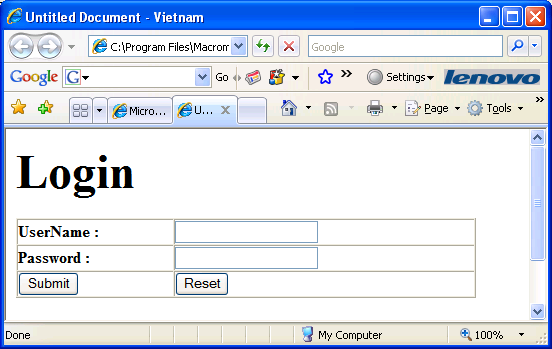 Untitled Document - Vietnam
C:\Program Files\Macrom
Google
Google G Go Settings lenovo
Micro... U... Page Tools
Login
UserName :
Password :
Submit Reset
Done My Computer 100%